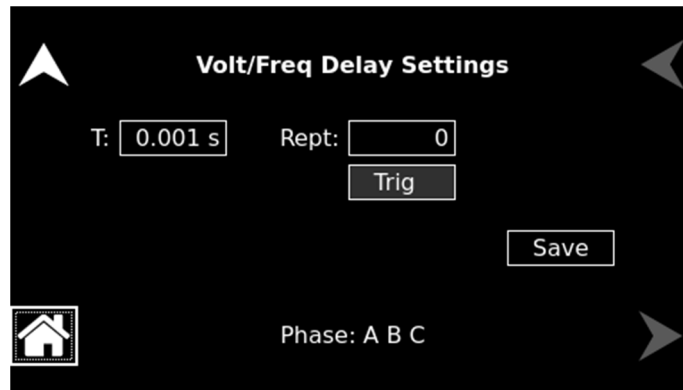 Volt/Freq Delay Settings
T: 0.001 s Rept: 0
Trig
Save
Phase: A B C